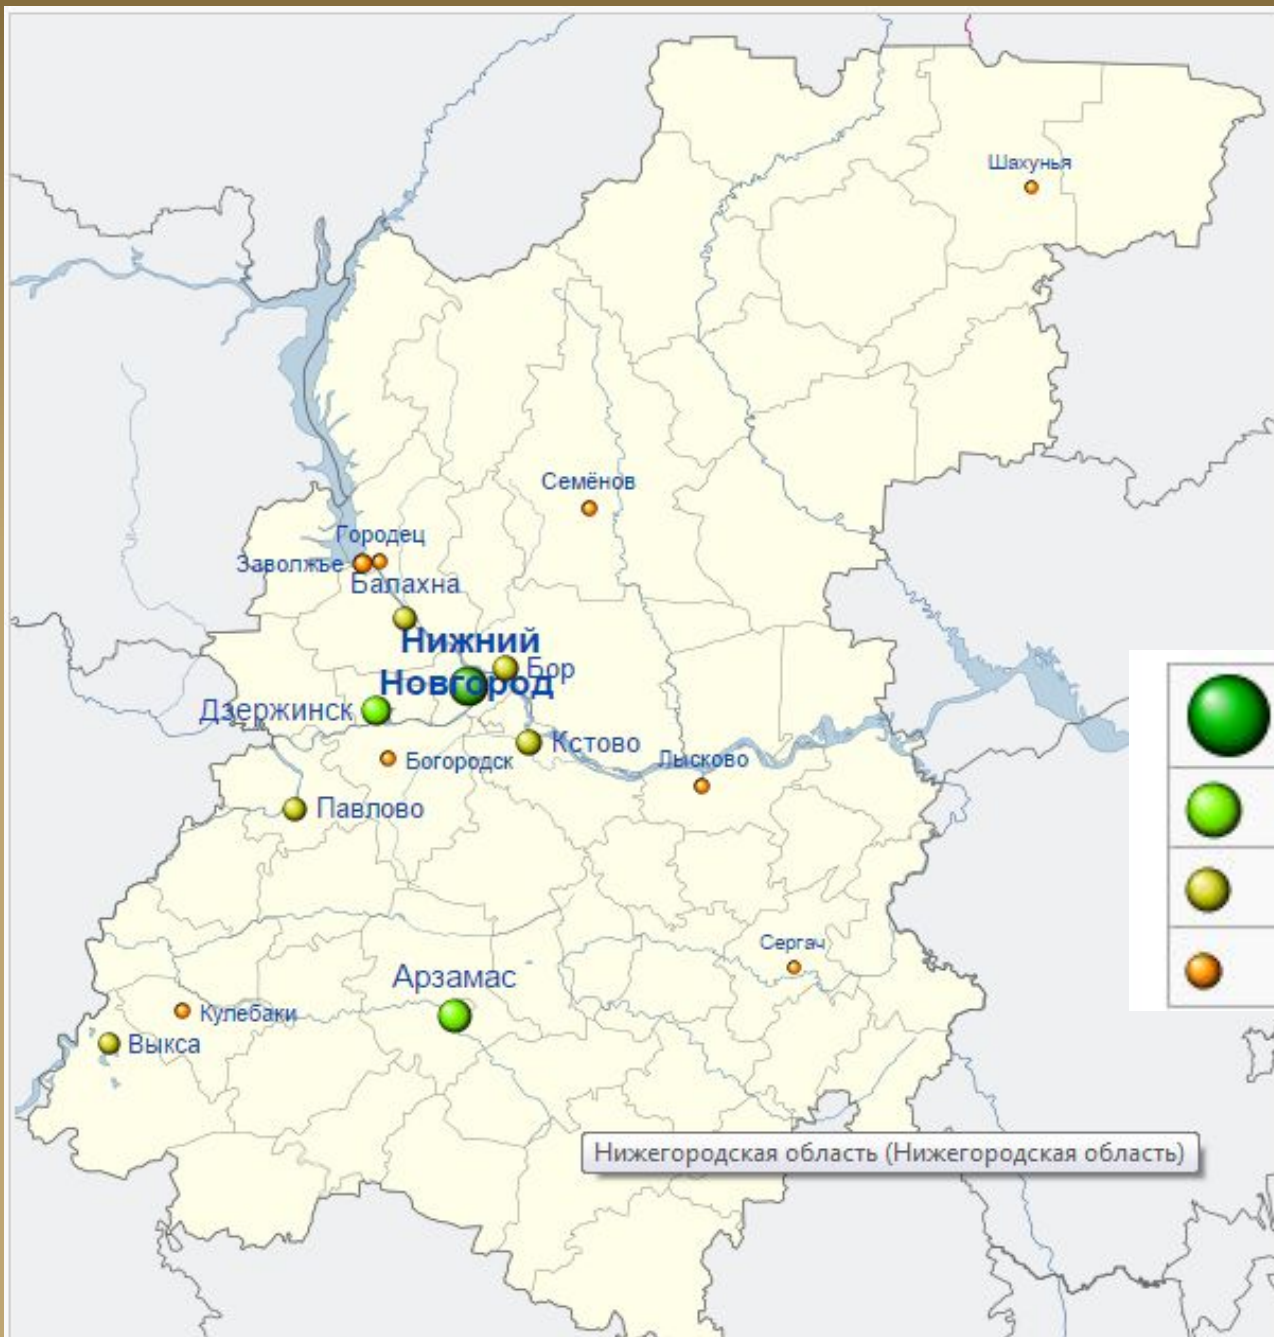 Шахунья
Семёнов
Городец
Заволжье
Балахна
Нижний
Новгород
Бор
Дзержинск
Кстово
Богородск
Лысково
Павлово
Сергач
Арзамас
Кулебаки
Выкса
Нижегородская область (Нижегородская область)